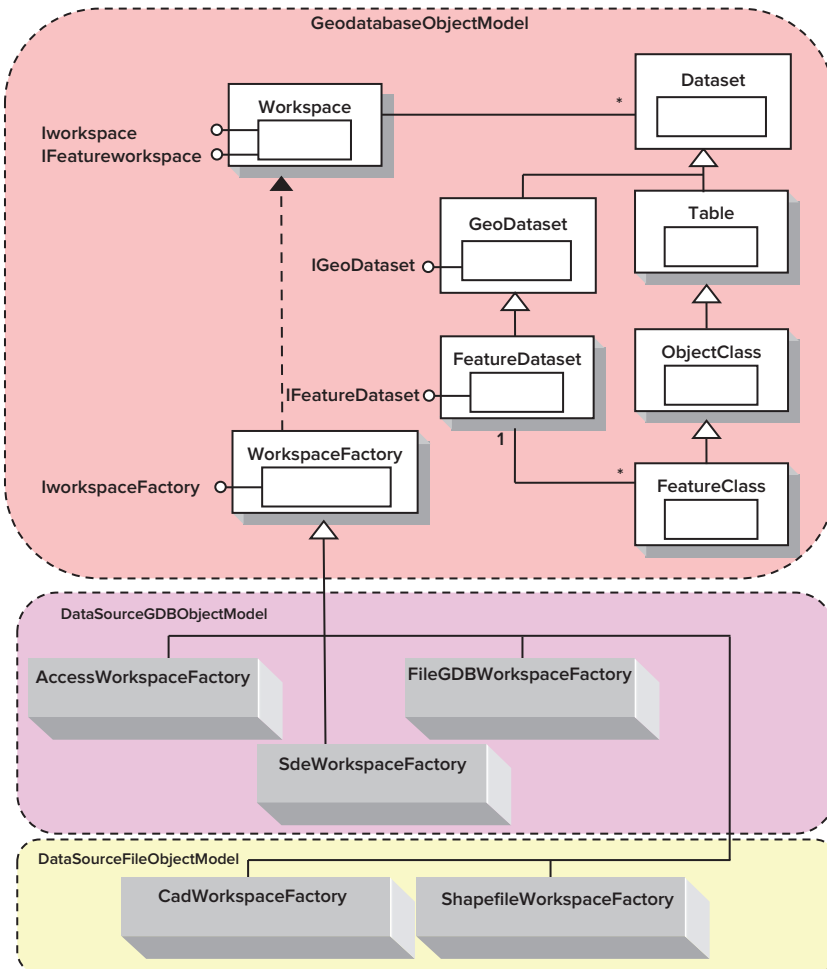 GeodatabaseObjectModel
Dataset
Workspace
*
Iworkspace
IFeatureworkspace
GeoDataset
Table
IGeoDataset
FeatureDataset
ObjectClass
IFeatureDataset
1
WorkspaceFactory
*
IworkspaceFactory
FeatureClass
DataSourceGDBObjectModel
AccessWorkspaceFactory
FileGDBWorkspaceFactory
SdeWorkspaceFactory
DataSourceFileObjectModel
CadWorkspaceFactory
ShapefileWorkspaceFactory